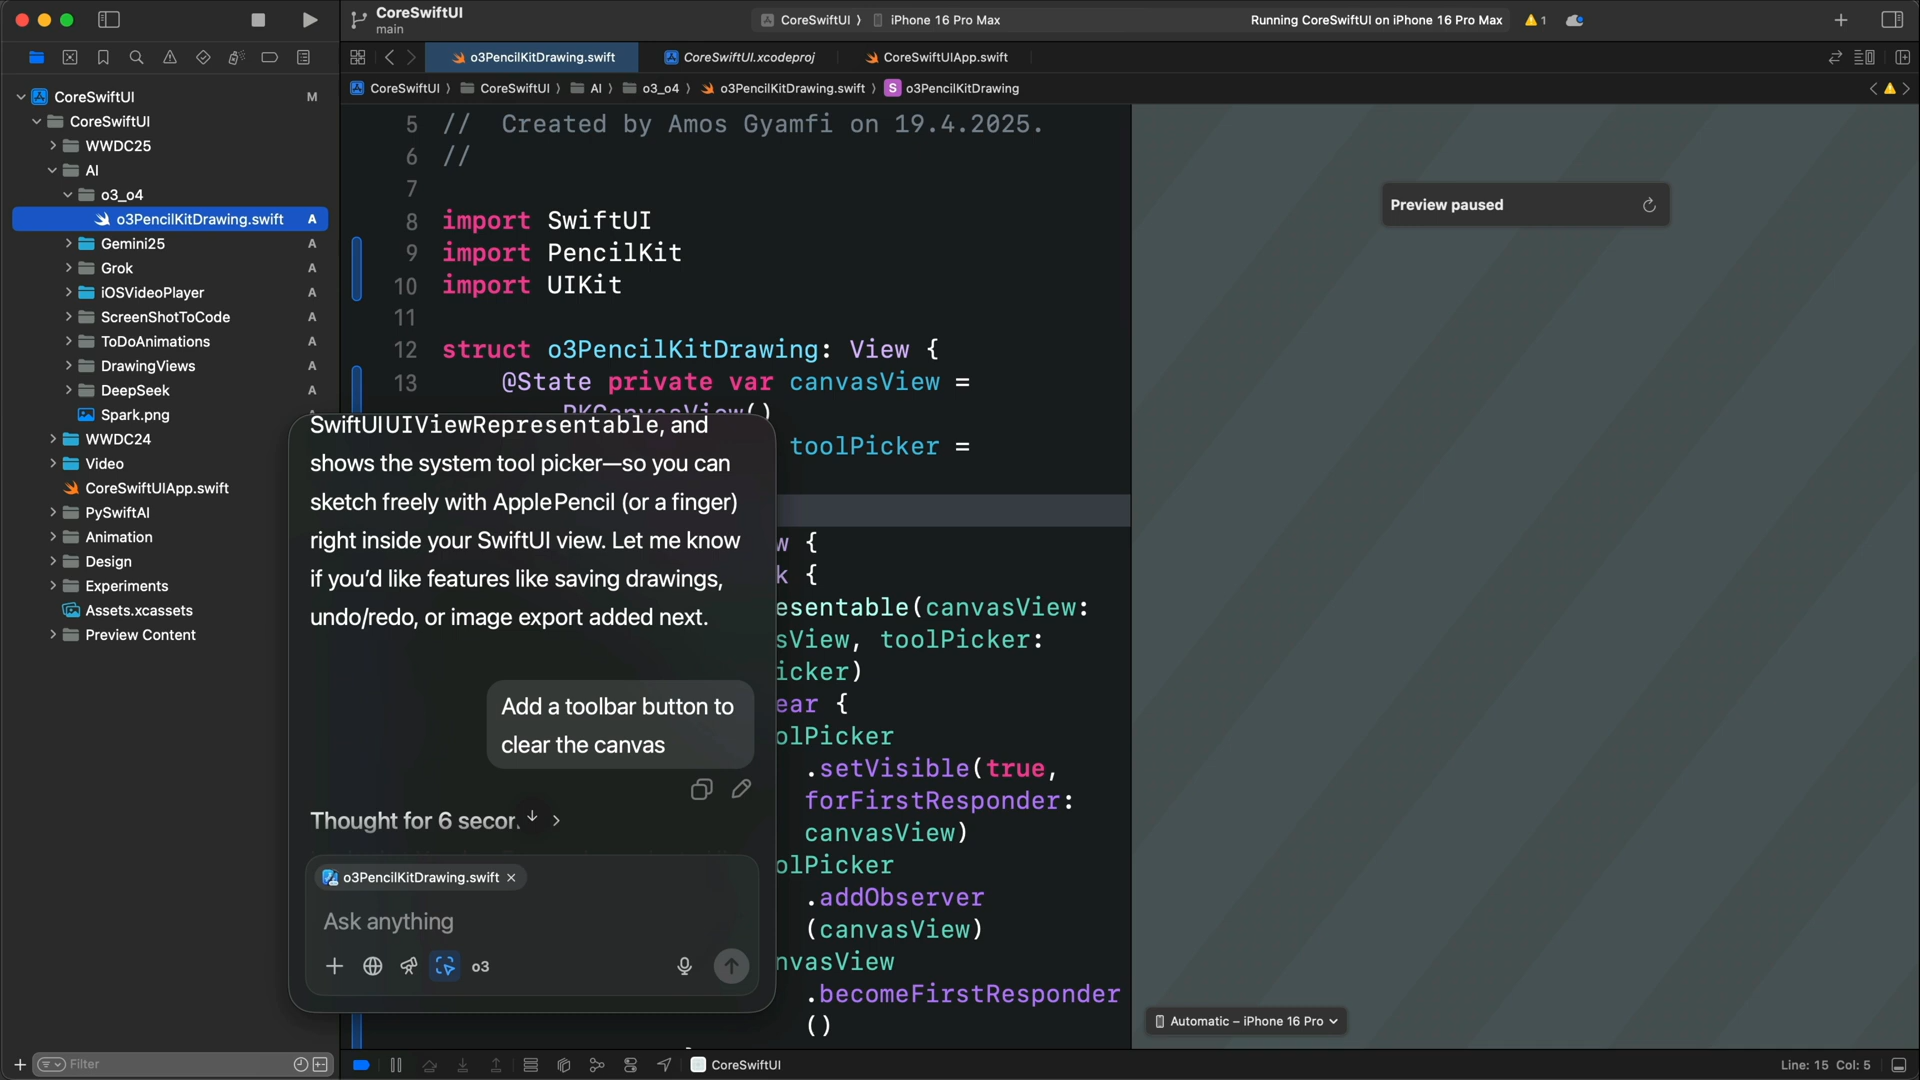 CoreSwiftUI
main
CoreSwiftUI ⟩ iPhone 16 Pro Max
Running CoreSwiftUI on iPhone 16 Pro Max
1
o3PencilKitDrawing.swift
CoreSwiftUI.xcodeproj
CoreSwiftUIApp.swift
CoreSwiftUI ⟩ CoreSwiftUI ⟩ AI ⟩ o3_o4 ⟩ o3PencilKitDrawing.swift ⟩ S o3PencilKitDrawing
CoreSwiftUI M
CoreSwiftUI
WWDC25
AI
o3_o4
o3PencilKitDrawing.swift A
Gemini25 A
Grok A
iOSVideoPlayer A
ScreenShotToCode A
ToDoAnimations A
DrawingViews A
DeepSeek A
Spark.png
WWDC24
Video
CoreSwiftUIApp.swift
PySwiftAI
Animation
Design
Experiments
Assets.xcassets
Preview Content
Filter
5 // Created by Amos Gyamfi on 19.4.2025.
6 //
7
8 import SwiftUI
9 import PencilKit
10 import UIKit
11
12 struct o3PencilKitDrawing: View {
13 @State private var canvasView =
PKCanvasView()
toolPicker =
w {
k {
esentable(canvasView:
sView, toolPicker:
icker)
ear {
olPicker
.setVisible(true,
forFirstResponder:
canvasView)
olPicker
.addObserver
(canvasView)
nvasView
.becomeFirstResponder
()
SwiftUIUIViewRepresentable, and
shows the system tool picker—so you can
sketch freely with Apple Pencil (or a finger)
right inside your SwiftUI view. Let me know
if you’d like features like saving drawings,
undo/redo, or image export added next.
Add a toolbar button to
clear the canvas
Thought for 6 secon
o3PencilKitDrawing.swift ×
Ask anything
o3
Preview paused
Automatic – iPhone 16 Pro
CoreSwiftUI
Line: 15 Col: 5